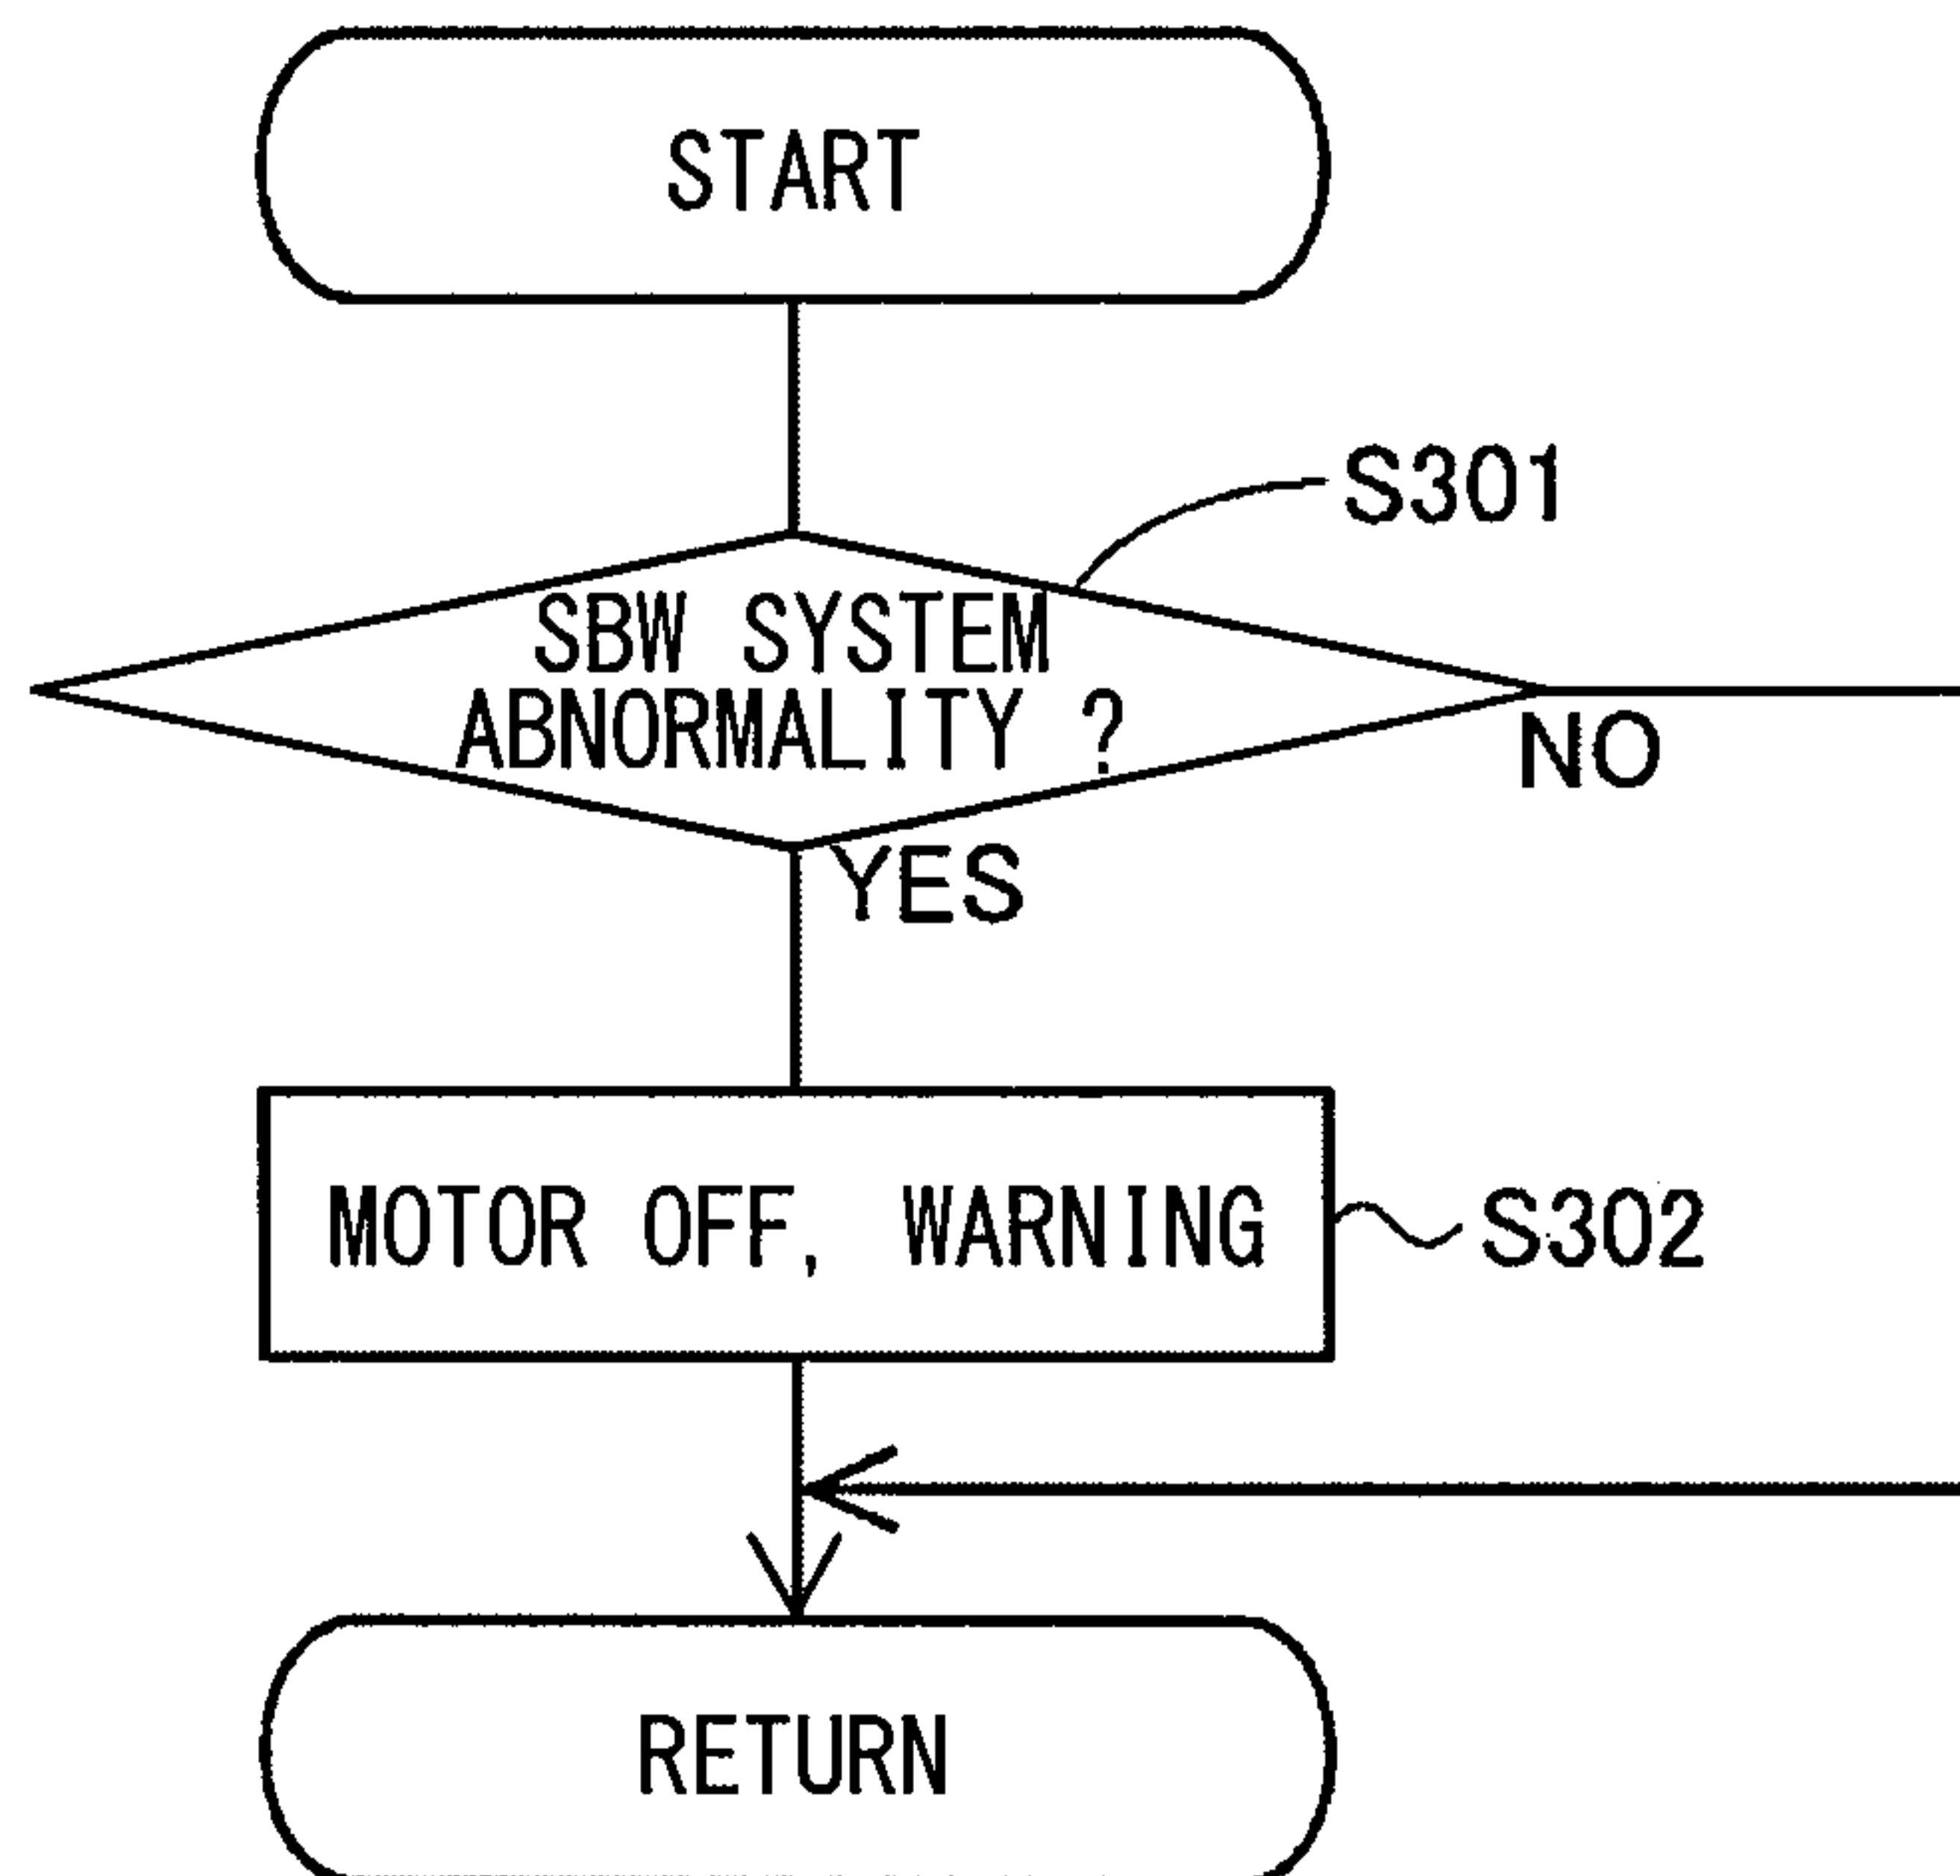 START
S301
SBW SYSTEM
ABNORMALITY ?
NO
YES
MOTOR OFF, WARNING
S302
RETURN